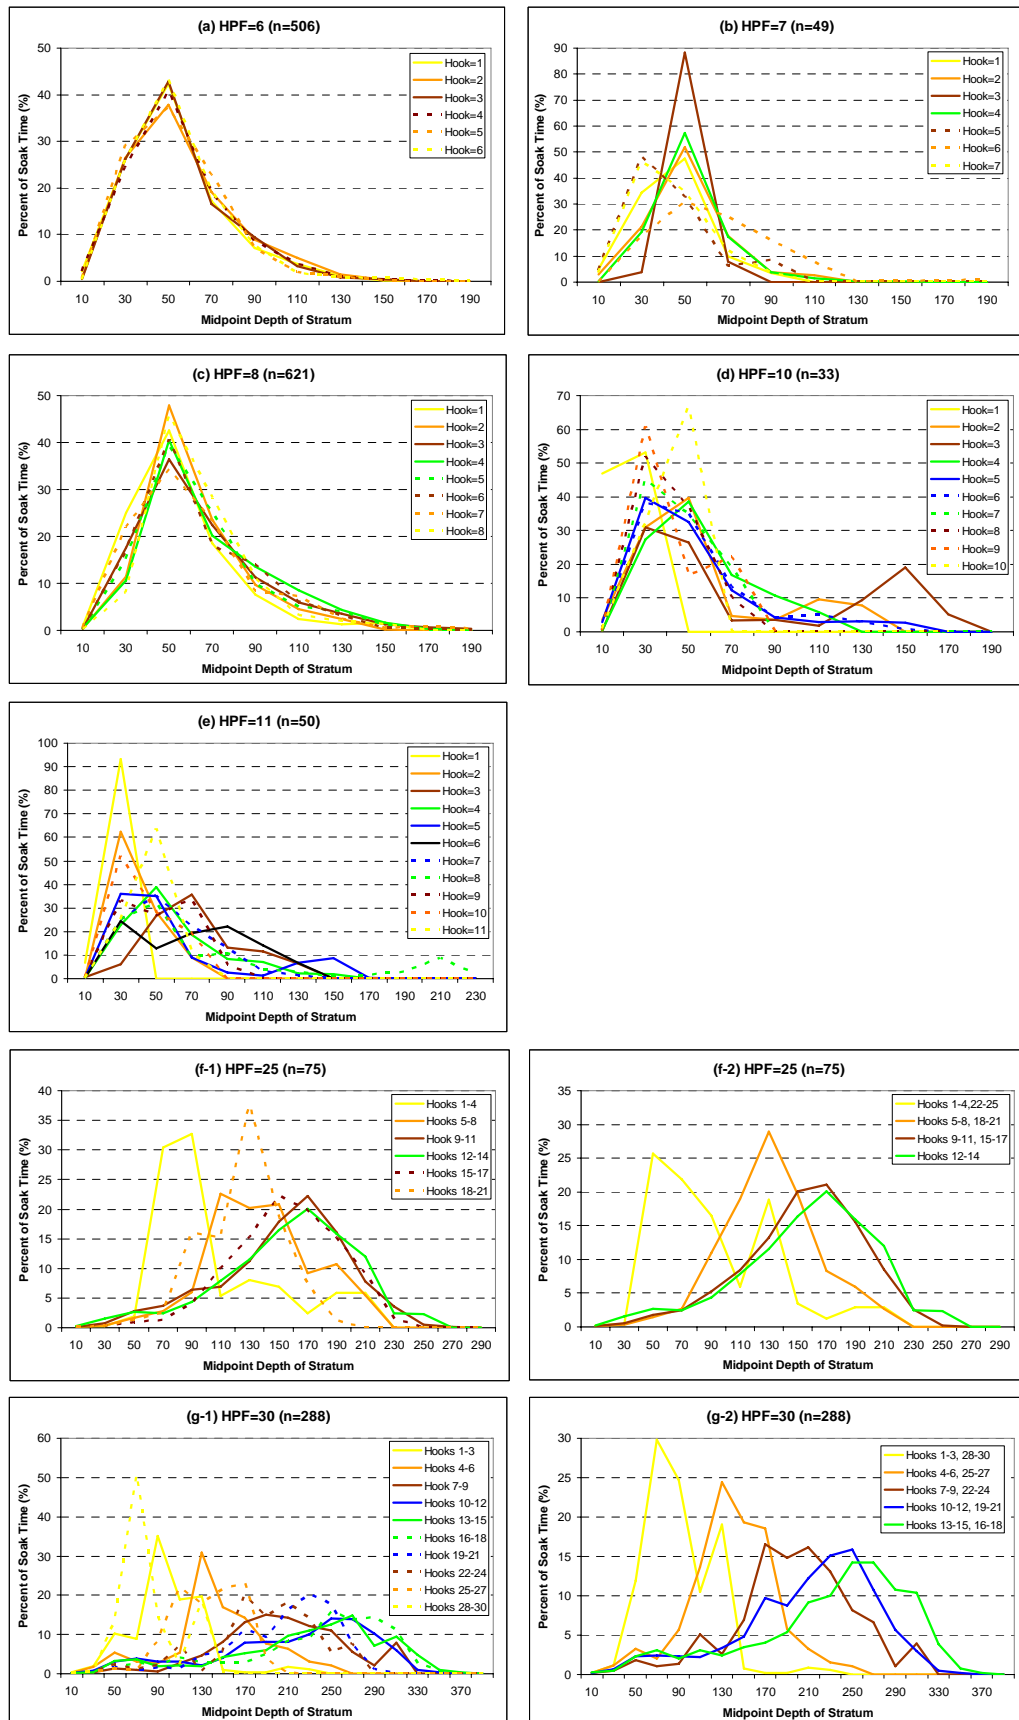 (a) HPF=6 (n=506)
Percent of Soak Time (%)
50
40
30
20
10
0
10 30 50 70 90 110 130 150 170 190
Midpoint Depth of Stratum
Hook=1
Hook=2
Hook=3
Hook=4
Hook=5
Hook=6
(b) HPF=7 (n=49)
Percent of Soak Time (%)
90
80
70
60
50
40
30
20
10
0
10 30 50 70 90 110 130 150 170 190
Midpoint Depth of Stratum
Hook=1
Hook=2
Hook=3
Hook=4
Hook=5
Hook=6
Hook=7
(c) HPF=8 (n=621)
Percent of Soak Time (%)
50
40
30
20
10
0
10 30 50 70 90 110 130 150 170 190
Midpoint Depth of Stratum
Hook=1
Hook=2
Hook=3
Hook=4
Hook=5
Hook=6
Hook=7
Hook=8
(d) HPF=10 (n=33)
Percent of Soak Time (%)
70
60
50
40
30
20
10
0
10 30 50 70 90 110 130 150 170 190
Midpoint Depth of Stratum
Hook=1
Hook=2
Hook=3
Hook=4
Hook=5
Hook=6
Hook=7
Hook=8
Hook=9
Hook=10
(e) HPF=11 (n=50)
Percent of Soak Time (%)
100
90
80
70
60
50
40
30
20
10
0
10 30 50 70 90 110 130 150 170 190 210 230
Midpoint Depth of Stratum
Hook=1
Hook=2
Hook=3
Hook=4
Hook=5
Hook=6
Hook=7
Hook=8
Hook=9
Hook=10
Hook=11
(f-1) HPF=25 (n=75)
Percent of Soak Time (%)
40
35
30
25
20
15
10
5
0
10 30 50 70 90 110 130 150 170 190 210 230 250 270 290
Midpoint Depth of Stratum
Hooks 1-4
Hooks 5-8
Hook 9-11
Hooks 12-14
Hooks 15-17
Hooks 18-21
(f-2) HPF=25 (n=75)
Percent of Soak Time (%)
35
30
25
20
15
10
5
0
10 30 50 70 90 110 130 150 170 190 210 230 250 270 290
Midpoint Depth of Stratum
Hooks 1-4,22-25
Hooks 5-8, 18-21
Hooks 9-11, 15-17
Hooks 12-14
(g-1) HPF=30 (n=288)
Percent of Soak Time (%)
60
50
40
30
20
10
0
10 50 90 130 170 210 250 290 330 370
Midpoint Depth of Stratum
Hooks 1-3
Hooks 4-6
Hook 7-9
Hooks 10-12
Hooks 13-15
Hooks 16-18
Hook 19-21
Hooks 22-24
Hooks 25-27
Hooks 28-30
(g-2) HPF=30 (n=288)
Percent of Soak Time (%)
30
25
20
15
10
5
0
10 50 90 130 170 210 250 290 330 370
Midpoint Depth of Stratum
Hooks 1-3, 28-30
Hooks 4-6, 25-27
Hooks 7-9, 22-24
Hooks 10-12, 19-21
Hooks 13-15, 16-18